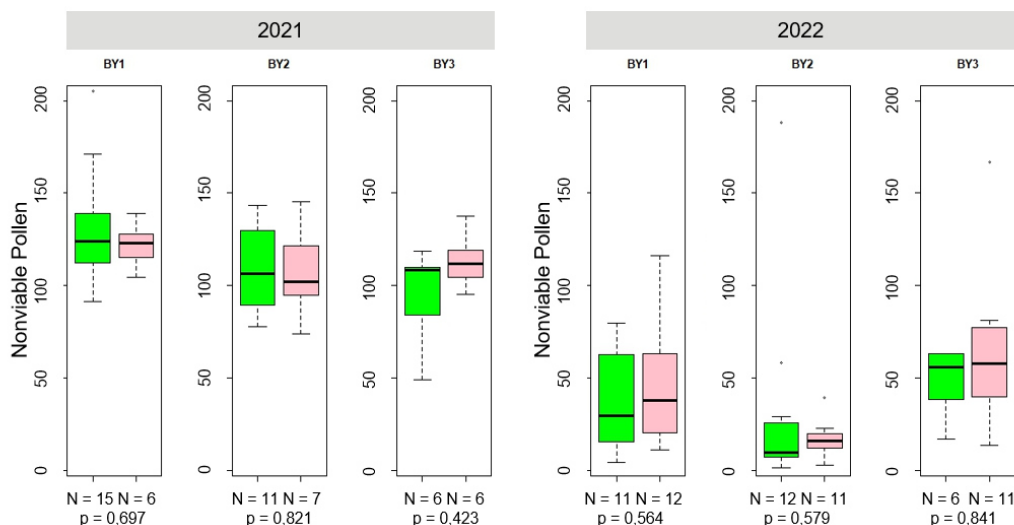 2021
2022
BY1
BY2
BY3
BY1
BY2
BY3
Nonviable Pollen
200
150
100
50
0
200
150
100
50
0
200
150
100
50
0
Nonviable Pollen
200
150
100
50
0
200
150
100
50
0
200
150
100
50
0
N = 15 N = 6
N = 11 N = 7
N = 6 N = 6
N = 11 N = 12
N = 12 N = 11
N = 6 N = 11
p = 0,697
p = 0,821
p = 0,423
p = 0,564
p = 0,579
p = 0,841